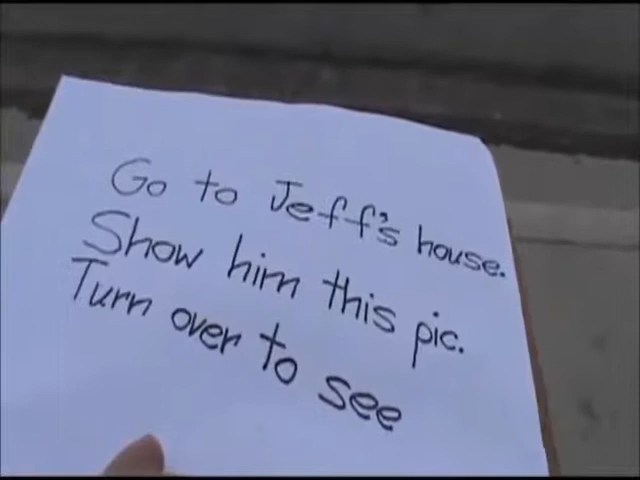 Go to Jeff's house.
Show him this pic.
Turn over to see